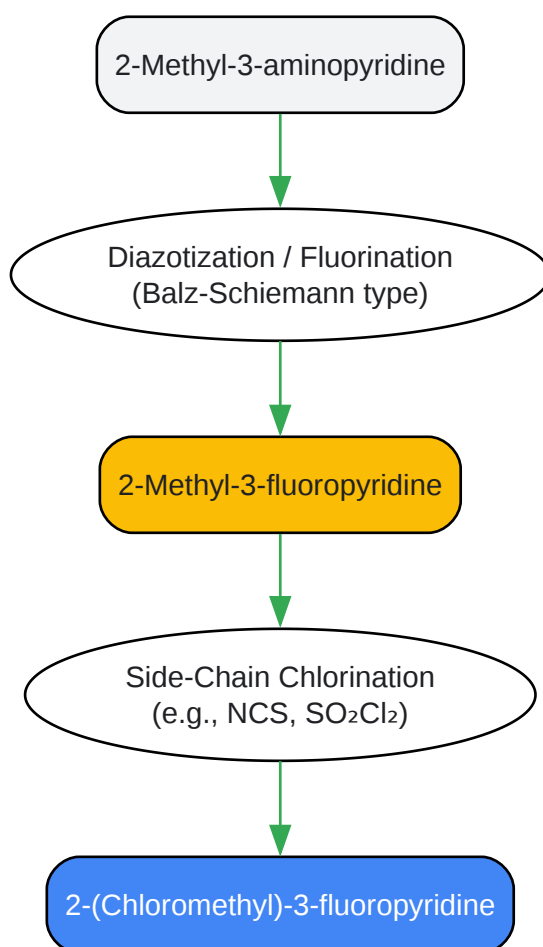 2-Methyl-3-aminopyridine
Diazotization / Fluorination
(Balz-Schiemann type)
2-Methyl-3-fluoropyridine
Side-Chain Chlorination
(e.g., NCS, SO₂Cl₂)
2-(Chloromethyl)-3-fluoropyridine